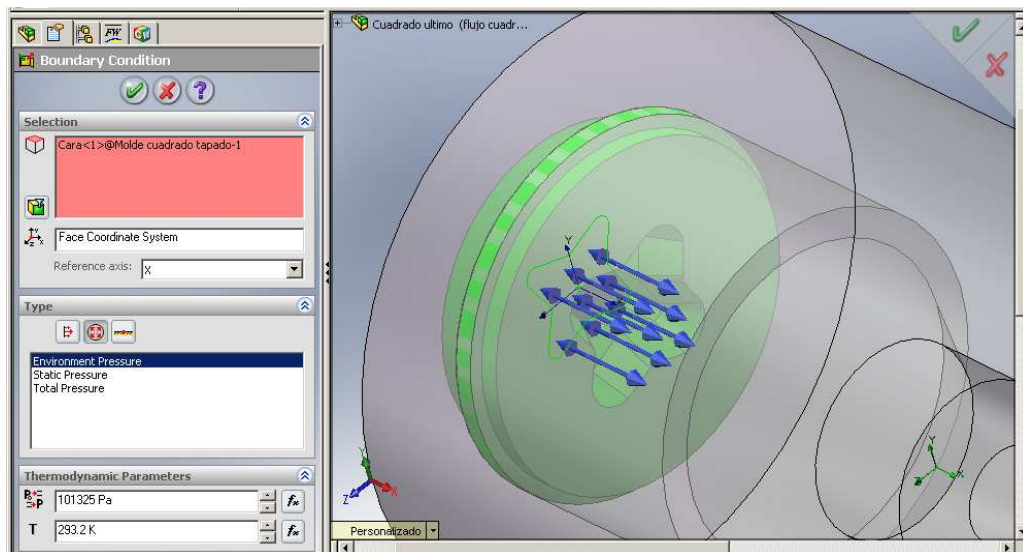 Cuadrado ultimo (flujo cuadr...
Boundary Condition
?
Selection
Cara<1>@Molde cuadrado tapado-1
Face Coordinate System
Reference axis: X
Type
Environment Pressure
Static Pressure
Total Pressure
Thermodynamic Parameters
101325 Pa
T 293.2 K
Personalizado